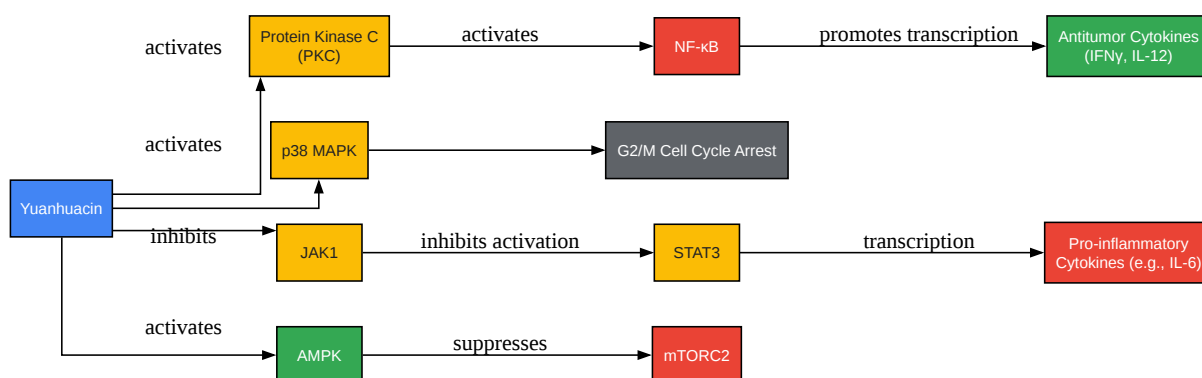 activates
Protein Kinase C
(PKC)
activates
NF-κB
promotes transcription
Antitumor Cytokines
(IFNγ, IL-12)
activates
p38 MAPK
G2/M Cell Cycle Arrest
Yuanhuacin
inhibits
JAK1
inhibits activation
STAT3
transcription
Pro-inflammatory
Cytokines (e.g., IL-6)
activates
AMPK
suppresses
mTORC2